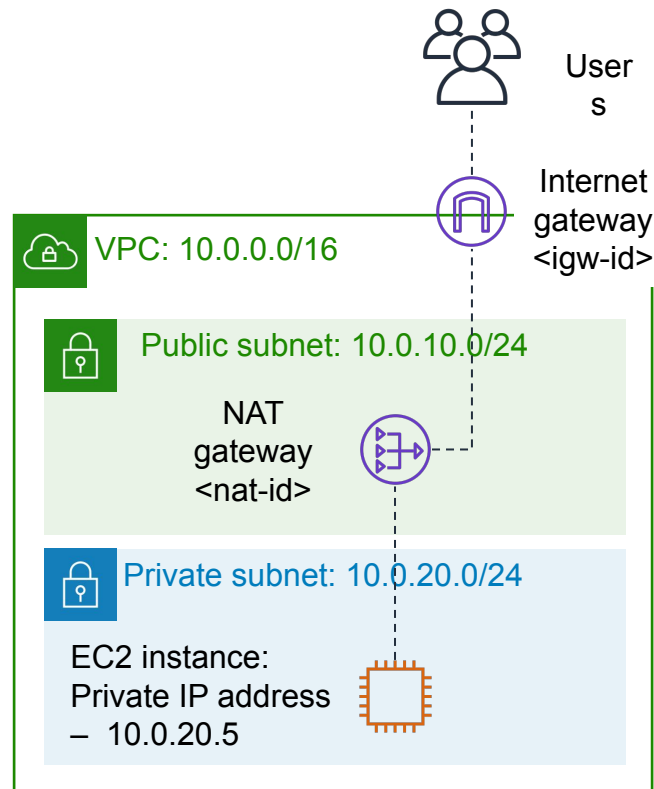 User
s
Internet
gateway
<igw-id>
VPC: 10.0.0.0/16
Public subnet: 10.0.10.0/24
NAT
gateway
<nat-id>
Private subnet: 10.0.20.0/24
EC2 instance:
Private IP address
– 10.0.20.5